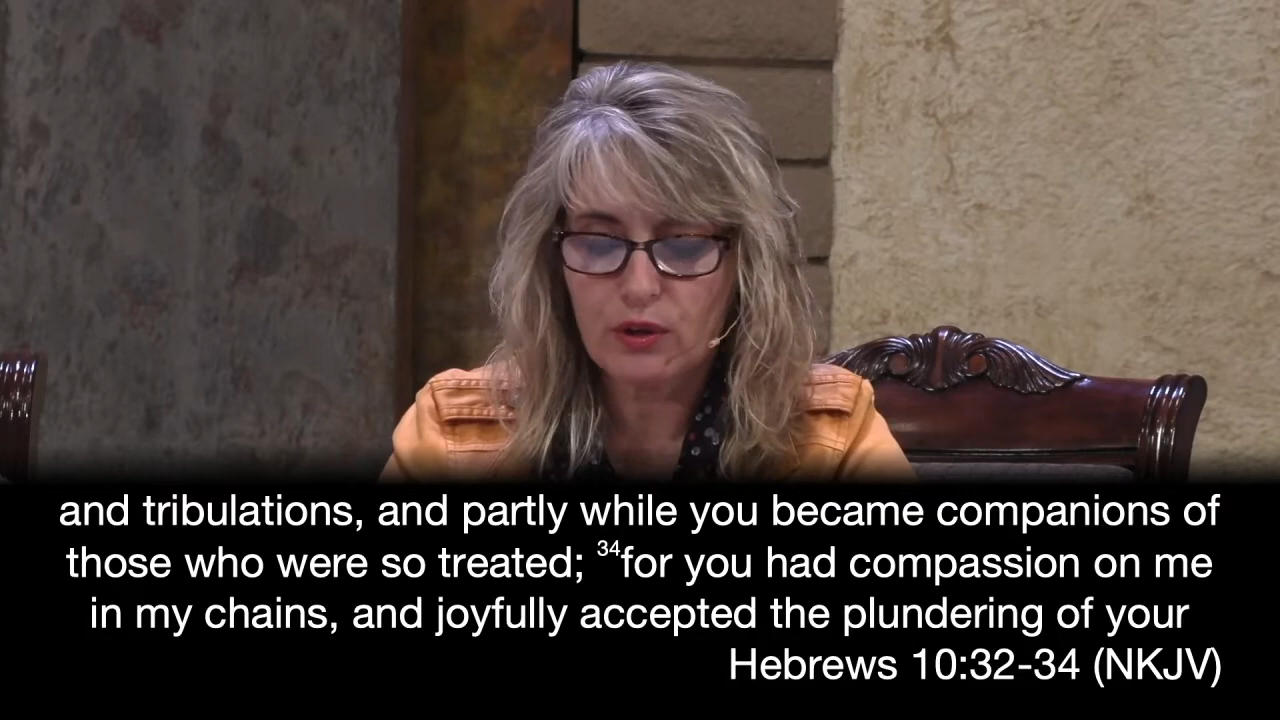 and tribulations, and partly while you became companions of
those who were so treated; 34for you had compassion on me
in my chains, and joyfully accepted the plundering of your
Hebrews 10:32-34 (NKJV)